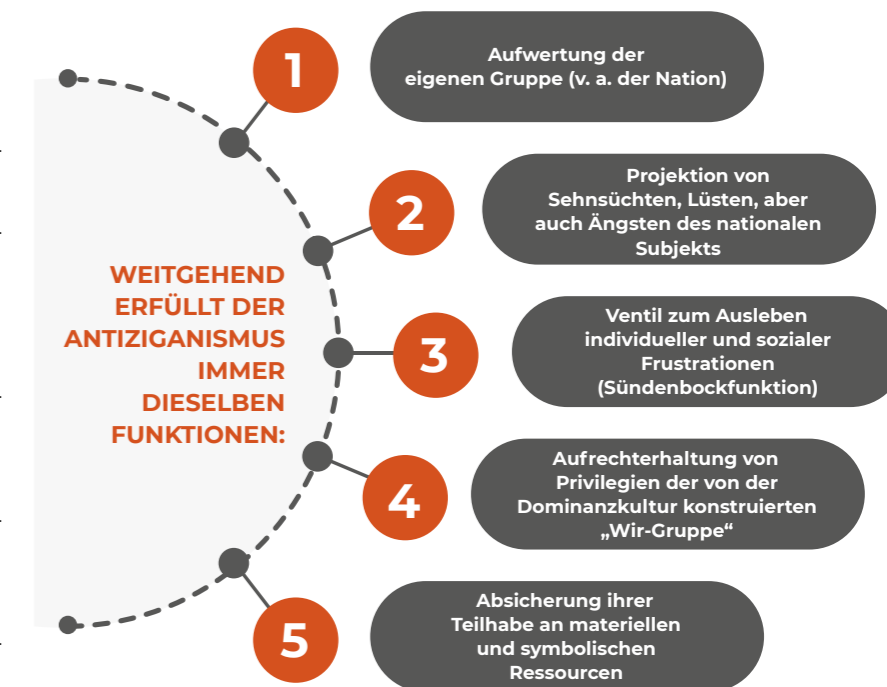 WEITGEHEND
ERFÜLLT DER
ANTIZIGANISMUS
IMMER
DIESELBEN
FUNKTIONEN:
1
Aufwertung der
eigenen Gruppe (v. a. der Nation)
2
Projektion von
Sehnsüchten, Lüsten, aber
auch Ängsten des nationalen
Subjekts
3
Ventil zum Ausleben
individueller und sozialer
Frustrationen
(Sündenbockfunktion)
4
Aufrechterhaltung von
Privilegien der von der
Dominanzkultur konstruierten
„Wir-Gruppe“
5
Absicherung ihrer
Teilhabe an materiellen
und symbolischen
Ressourcen